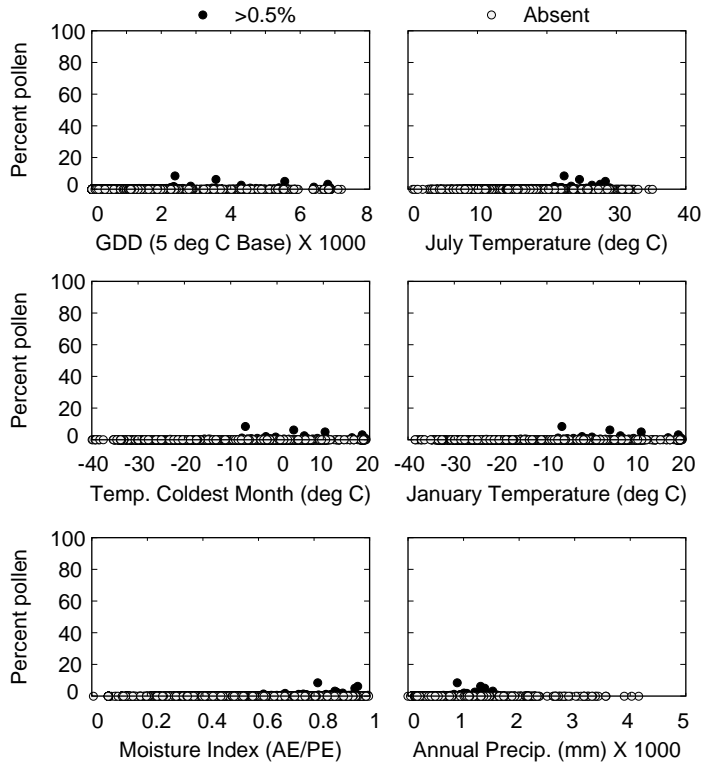 >0.5%
Absent
Percent pollen
100
80
60
40
20
0
0 2 4 6 8
GDD (5 deg C Base) X 1000
0 10 20 30 40
July Temperature (deg C)
Percent pollen
100
80
60
40
20
0
-40 -30 -20 -10 0 10 20
Temp. Coldest Month (deg C)
-40 -30 -20 -10 0 10 20
January Temperature (deg C)
Percent pollen
100
80
60
40
20
0
0 0.2 0.4 0.6 0.8 1
Moisture Index (AE/PE)
0 1 2 3 4 5
Annual Precip. (mm) X 1000